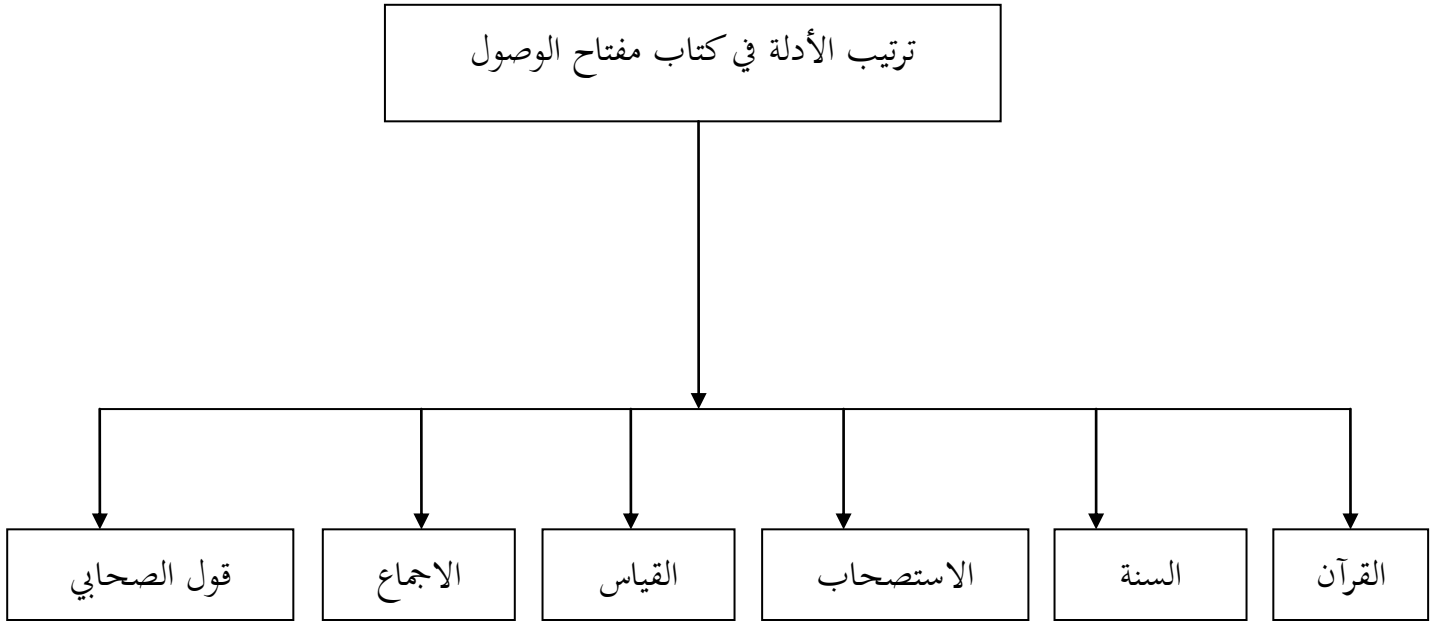 ترتيب الأدلة في كتاب مفتاح الوصول
القرآن
السنة
الاستصحاب
القياس
الاجماع
قول الصحابي